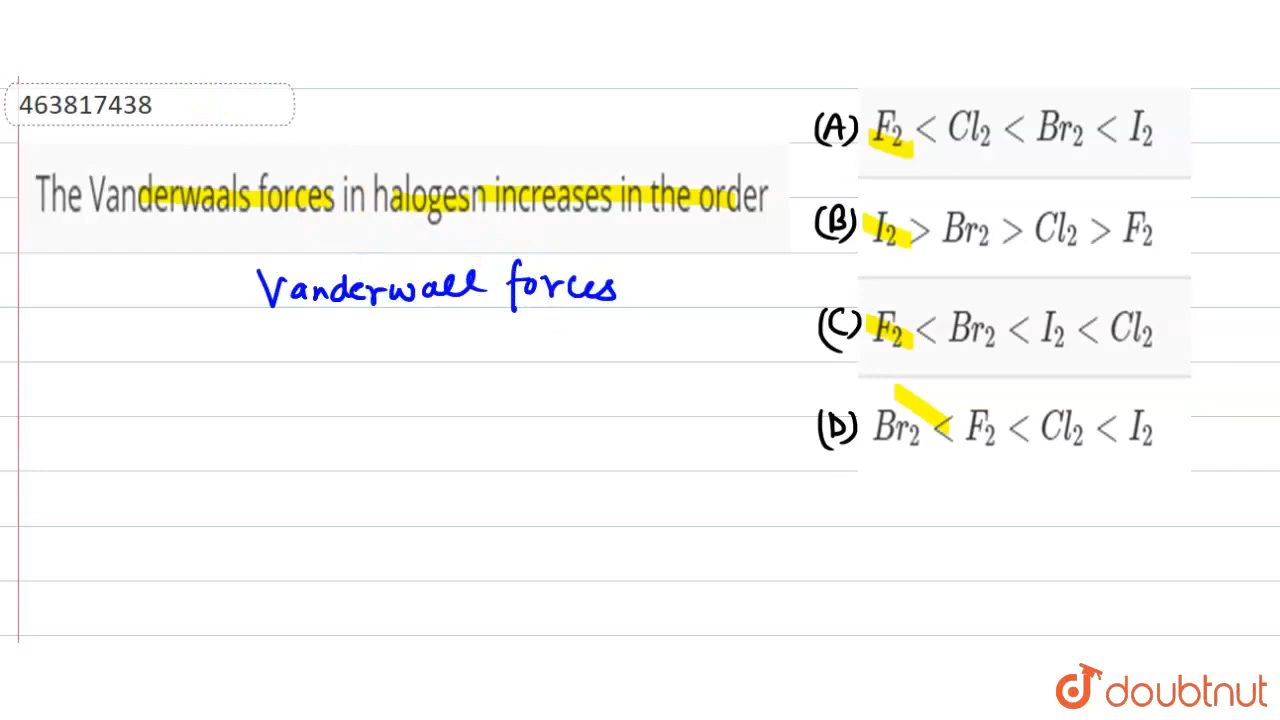 463817438
The Vanderwaals forces in halogesn increases in the order
Vanderwall forces
(A) F₂ < Cl₂ < Br₂ < I₂
(B) I₂ > Br₂ > Cl₂ > F₂
(C) F₂ < Br₂ < I₂ < Cl₂
(D) Br₂ < F₂ < Cl₂ < I₂
doubtnut